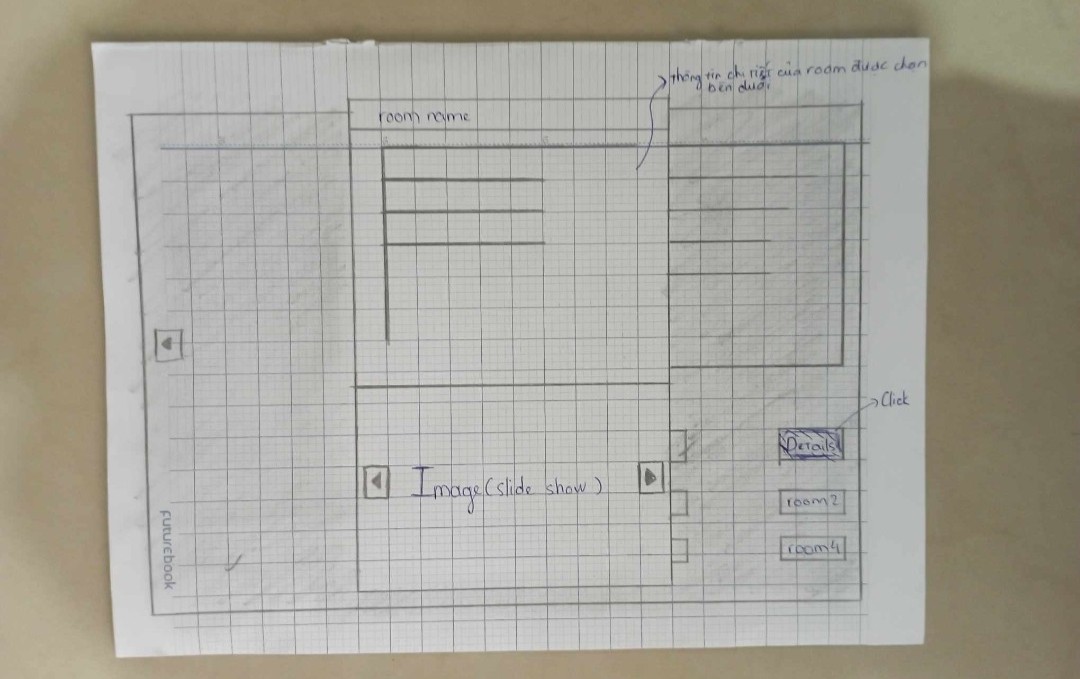 thông tin chi tiết của room được chọn
bên dưới
room name
Click
Details
Image (slide show)
room2
room4
Futurebook